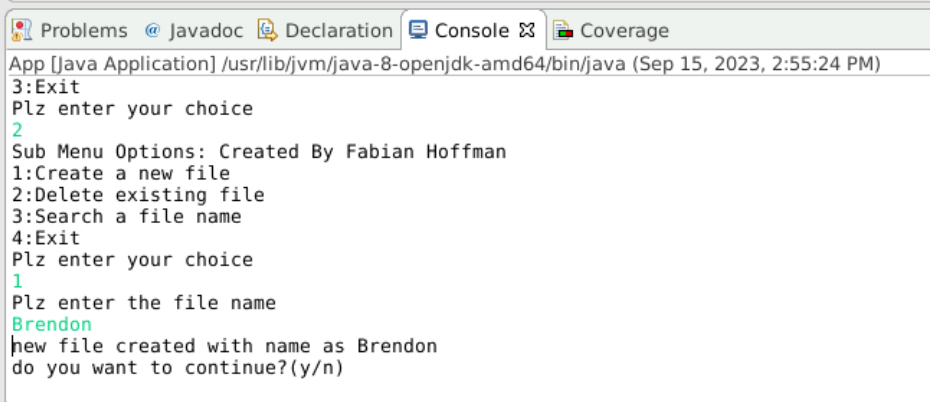 Problems @ Javadoc Declaration Console Coverage
App [Java Application] /usr/lib/jvm/java-8-openjdk-amd64/bin/java (Sep 15, 2023, 2:55:24 PM)
3:Exit
Plz enter your choice
2
Sub Menu Options: Created By Fabian Hoffman
1:Create a new file
2:Delete existing file
3:Search a file name
4:Exit
Plz enter your choice
1
Plz enter the file name
Brendon
new file created with name as Brendon
do you want to continue?(y/n)